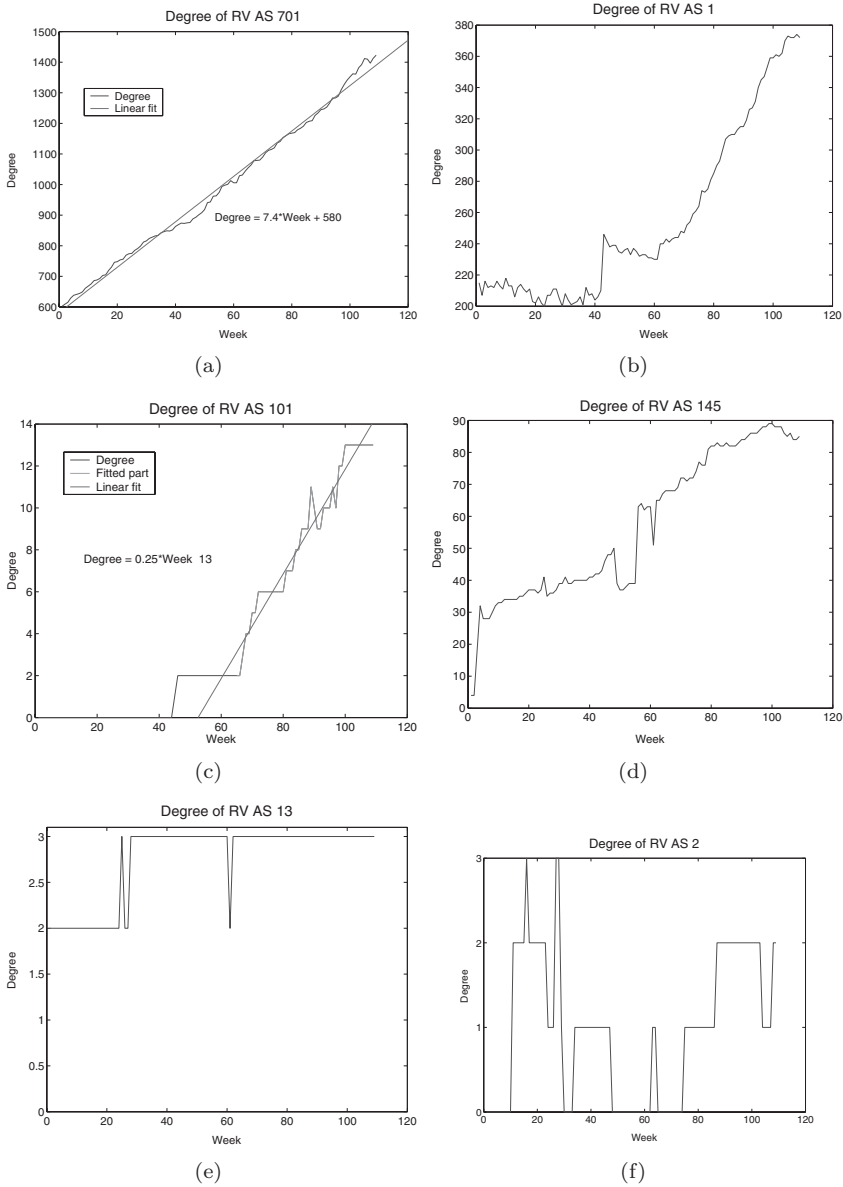 Degree of RV AS 701
1500
1400
1300
1200
1100
1000
900
800
700
600
0 20 40 60 80 100 120
Degree
Week
Degree
Linear fit
Degree = 7.4*Week + 580
(a)
Degree of RV AS 1
380
360
340
320
300
280
260
240
220
200
0 20 40 60 80 100 120
Degree
Week
(b)
Degree of RV AS 101
14
12
10
8
6
4
2
0
0 20 40 60 80 100 120
Degree
Week
Degree
Fitted part
Linear fit
Degree = 0.25*Week 13
(c)
Degree of RV AS 145
90
80
70
60
50
40
30
20
10
0
0 20 40 60 80 100 120
Degree
Week
(d)
Degree of RV AS 13
3
2.5
2
1.5
1
0.5
0
0 20 40 60 80 100 120
Degree
Week
(e)
Degree of RV AS 2
3
2
1
0
0 20 40 60 80 100 120
Degree
Week
(f)